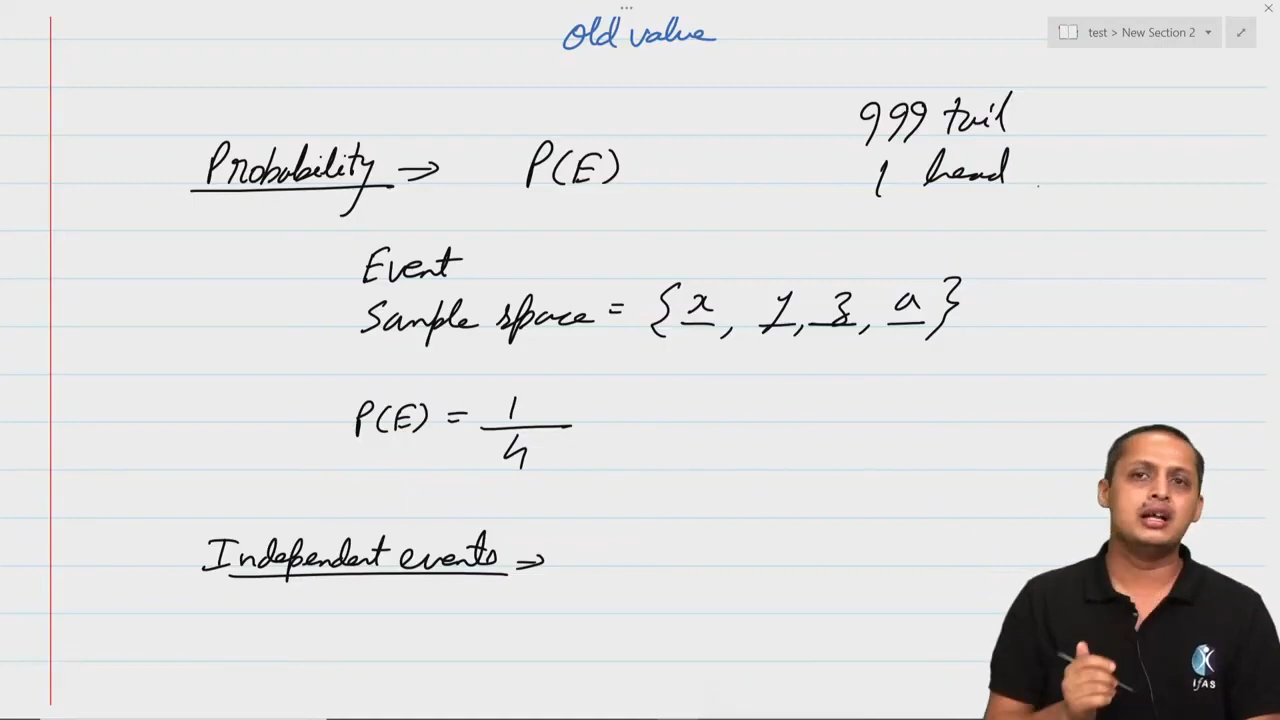 old value
test > New Section 2
999 tail
1 head
Probability ⇒ P(E)
Event
Sample space = {x, y, z, a}
P(E) = 1/4
Independent events ⇒
IFAS